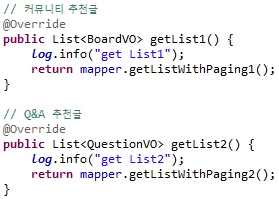 // 커뮤니티 추천글
@Override
public List<BoardVO> getList1() {
    log.info("get List1");
    return mapper.getListWithPaging1();
}
// Q&A 추천글
@Override
public List<QuestionVO> getList2() {
    log.info("get List2");
    return mapper.getListWithPaging2();
}